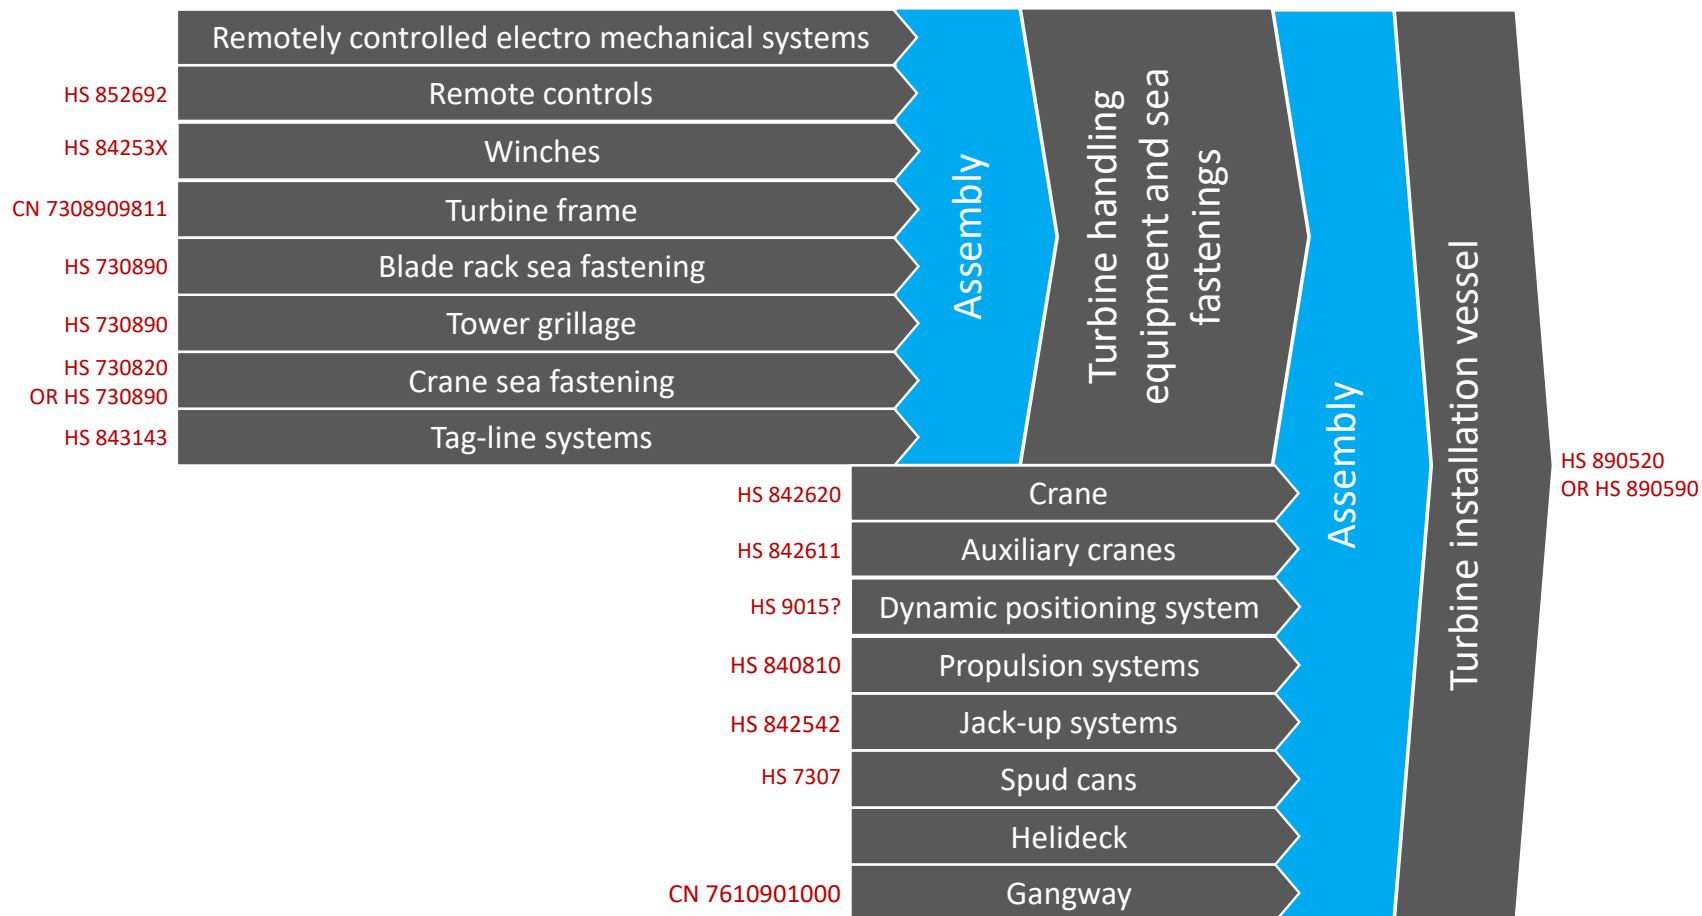 Remotely controlled electro mechanical systems
HS 852692
Remote controls
HS 84253X
Winches
CN 7308909811
Turbine frame
HS 730890
Blade rack sea fastening
HS 730890
Tower grillage
HS 730820
OR HS 730890
Crane sea fastening
HS 843143
Tag-line systems
Assembly
Turbine handling
equipment and sea
fastenings
HS 842620
Crane
HS 842611
Auxiliary cranes
HS 9015?
Dynamic positioning system
HS 840810
Propulsion systems
HS 842542
Jack-up systems
HS 7307
Spud cans
Helideck
CN 7610901000
Gangway
Assembly
Turbine installation vessel
HS 890520
OR HS 890590